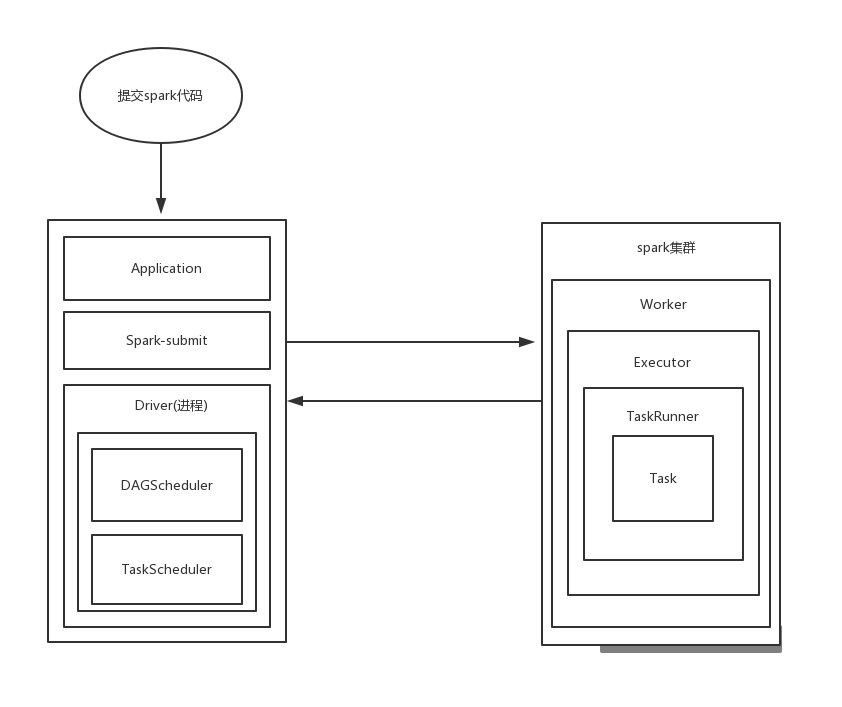 提交spark代码
Application
Spark-submit
Driver(进程)
DAGScheduler
TaskScheduler
spark集群
Worker
Executor
TaskRunner
Task